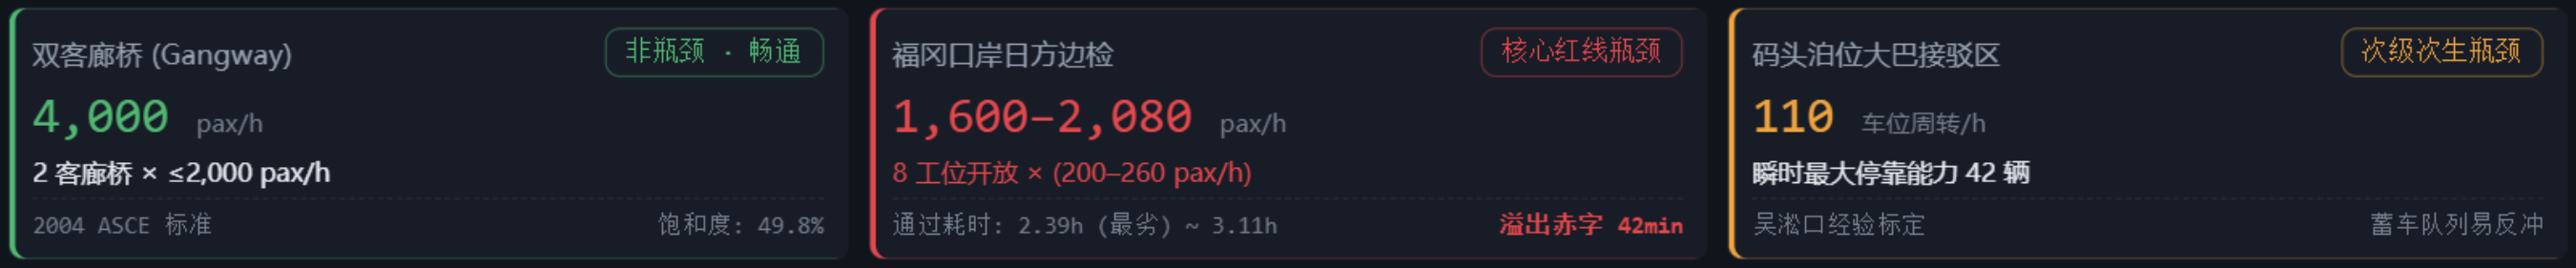 双客廊桥 (Gangway)
非瓶颈 · 畅通
4,000 pax/h
2 客廊桥 × ≤2,000 pax/h
2004 ASCE 标准
饱和度: 49.8%
福冈口岸日方边检
核心红线瓶颈
1,600–2,080 pax/h
8 工位开放 × (200–260 pax/h)
通过耗时: 2.39h (最劣) ~ 3.11h
溢出赤字 42min
码头泊位大巴接驳区
次级次生瓶颈
110 车位周转/h
瞬时最大停靠能力 42 辆
吴淞口经验标定
蓄车队列易反冲